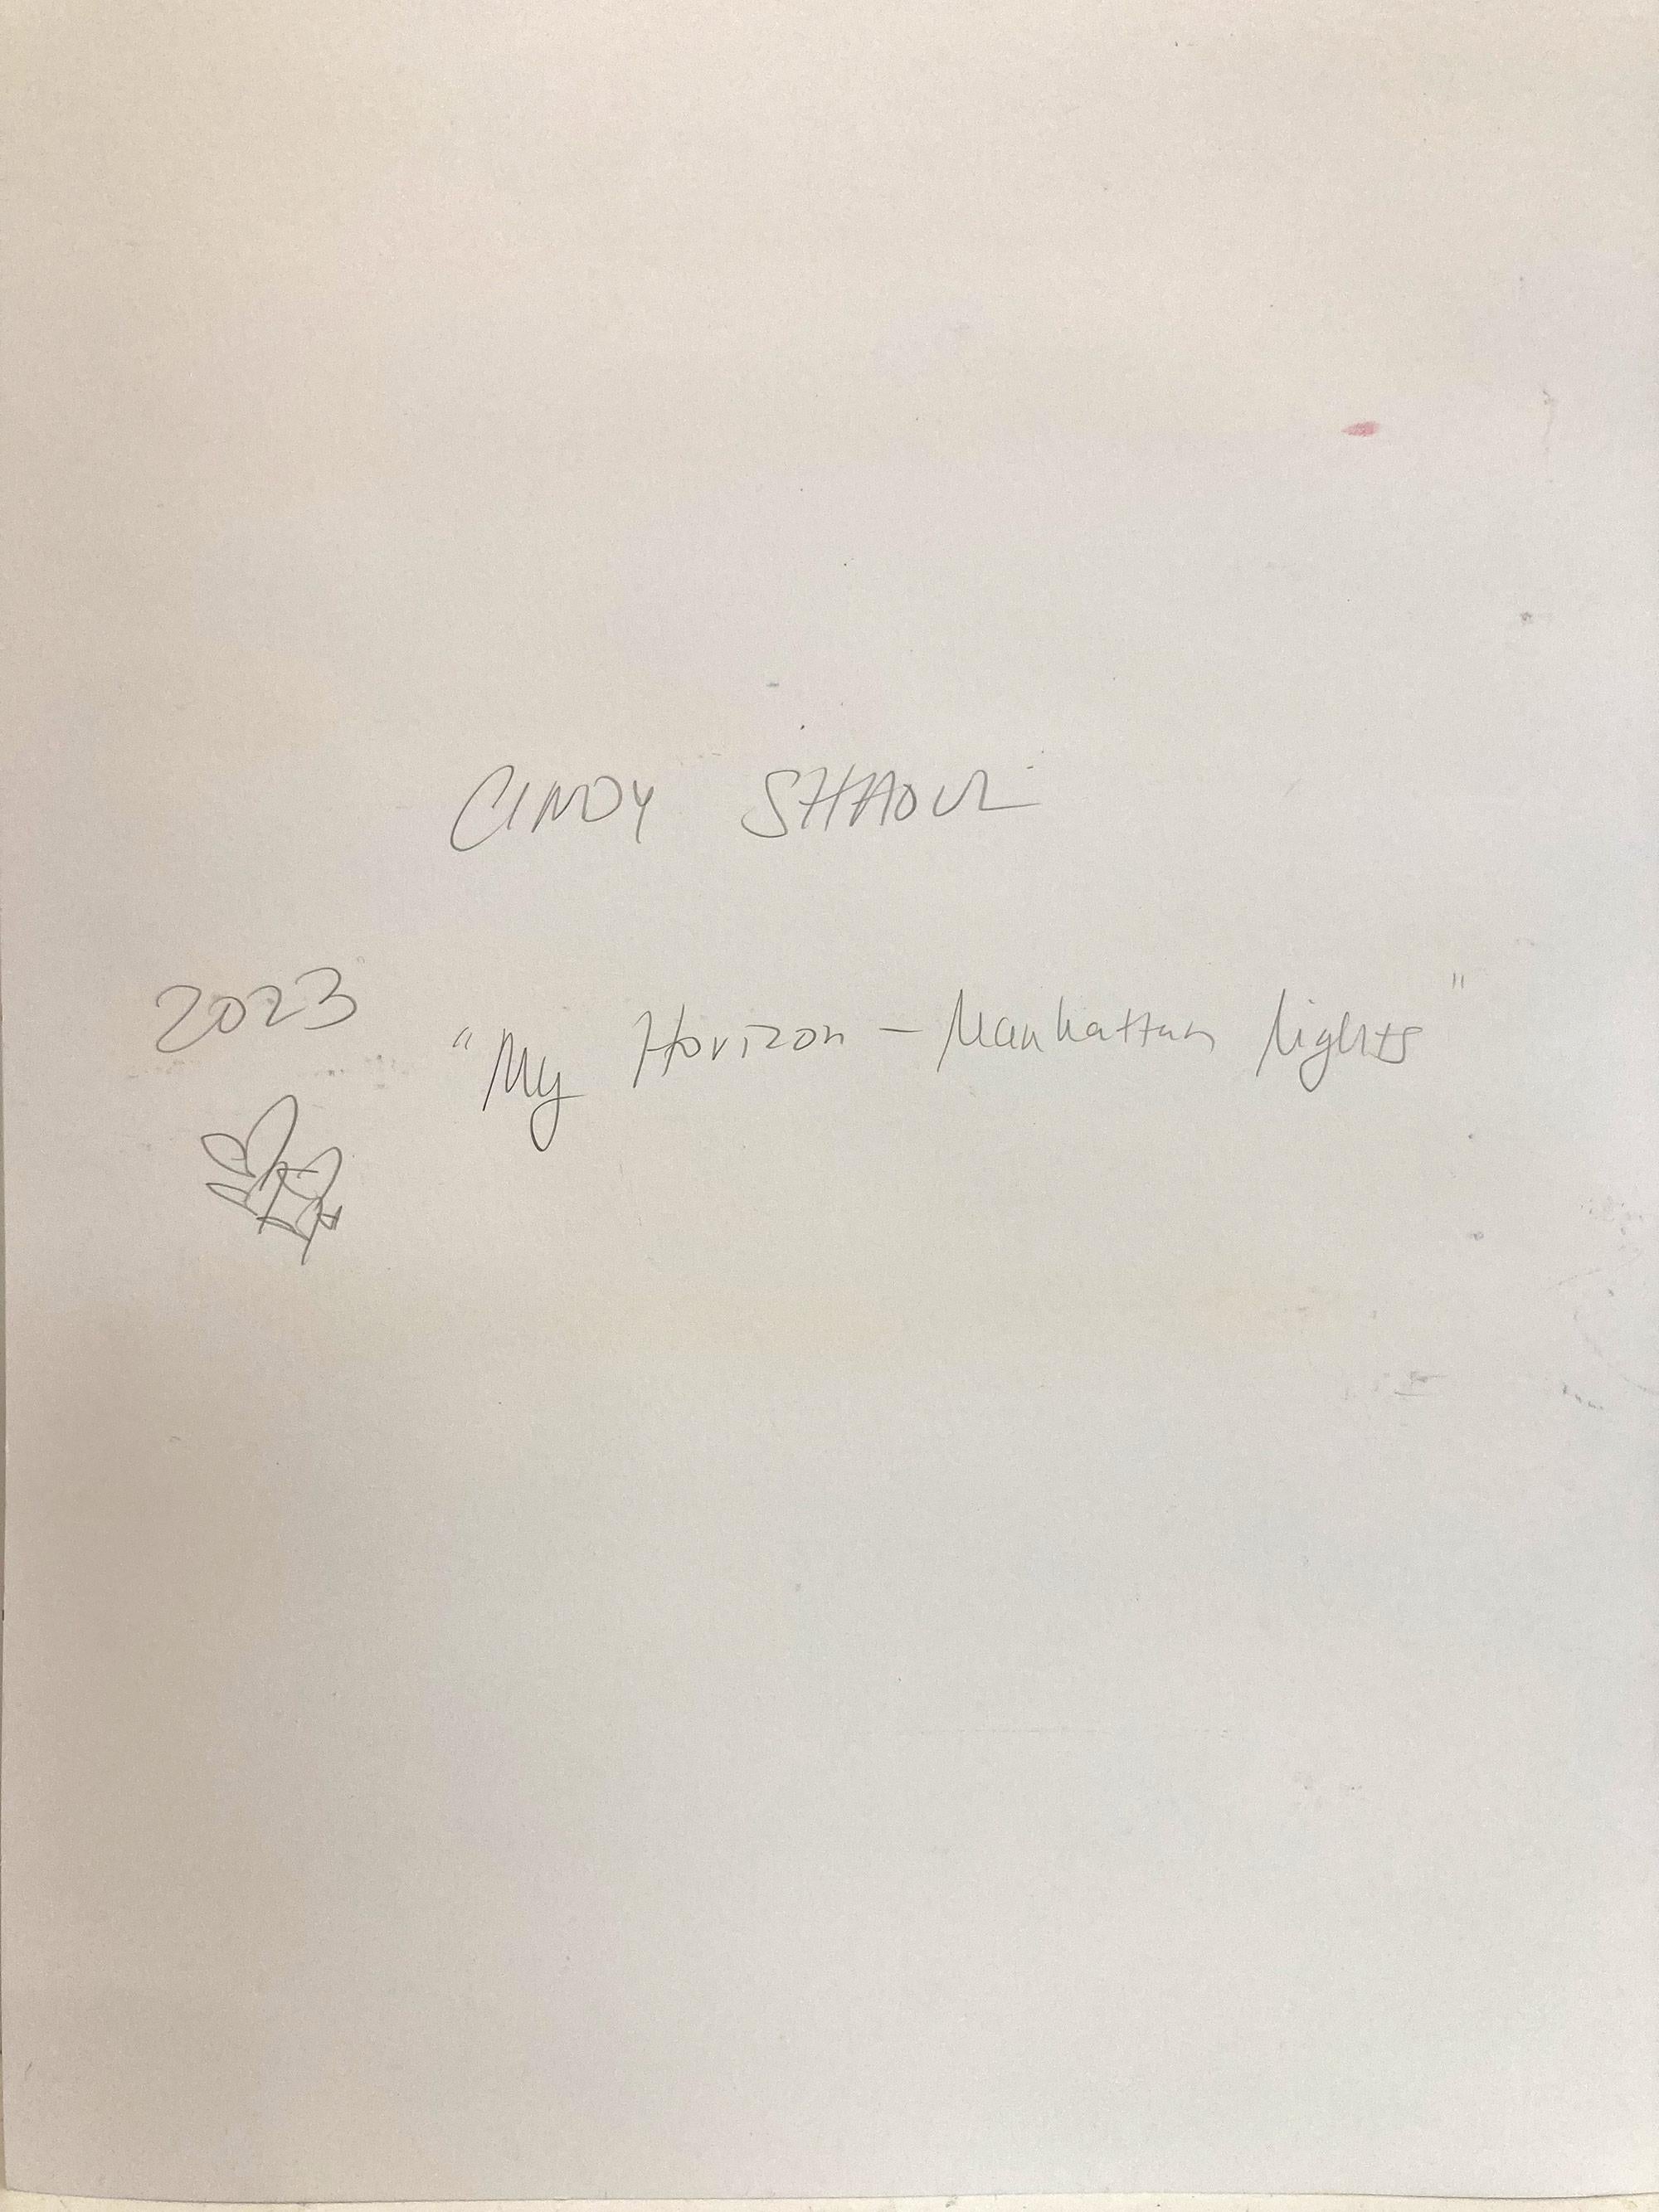 CINDY SHAOUL
2023
"My Horizon - Manhattan Lights"